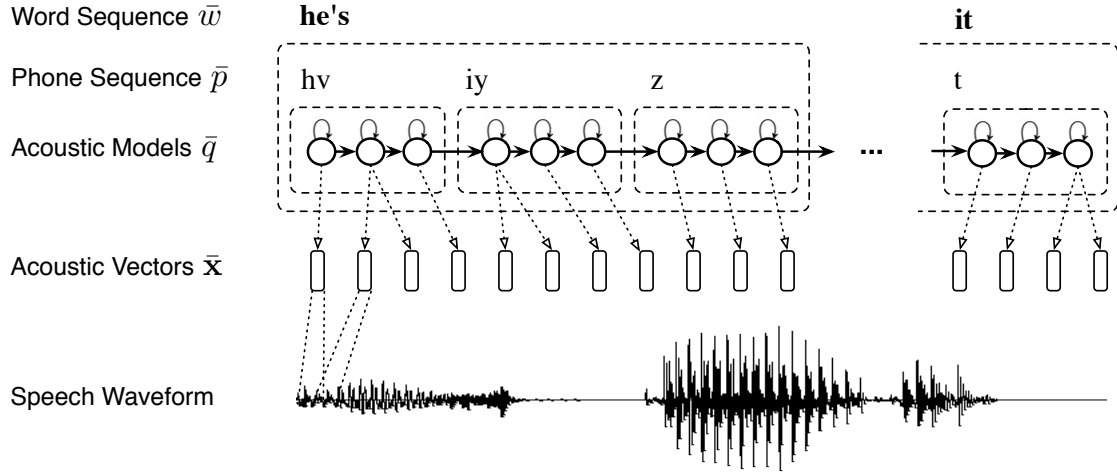 Word Sequence w̄ he's it
Phone Sequence p̄ hv iy z t
Acoustic Models q̄ ...
Acoustic Vectors x̄
Speech Waveform